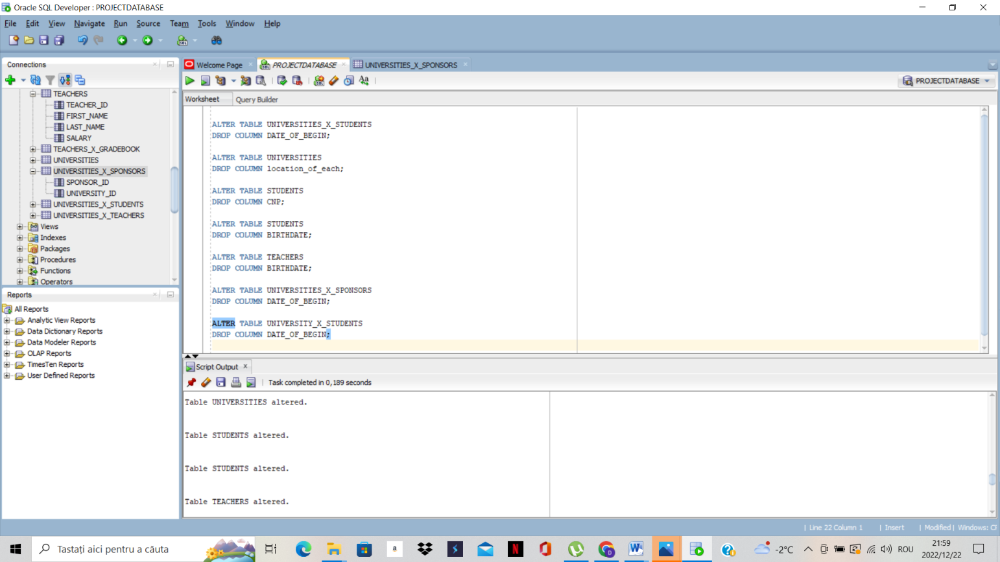 Oracle SQL Developer : PROJECTDATABASE
File Edit View Navigate Run Source Team Tools Window Help
Connections
TEACHERS
TEACHER_ID
FIRST_NAME
LAST_NAME
SALARY
TEACHERS_X_GRADEBOOK
UNIVERSITIES
UNIVERSITIES_X_SPONSORS
SPONSOR_ID
UNIVERSITY_ID
UNIVERSITIES_X_STUDENTS
UNIVERSITIES_X_TEACHERS
Views
Indexes
Packages
Procedures
Functions
Operators
Reports
All Reports
Analytic View Reports
Data Dictionary Reports
Data Modeler Reports
OLAP Reports
TimesTen Reports
User Defined Reports
Welcome Page PROJECTDATABASE UNIVERSITIES_X_SPONSORS
PROJECTDATABASE
Worksheet Query Builder
ALTER TABLE UNIVERSITIES_X_STUDENTS
DROP COLUMN DATE_OF_BEGIN;
ALTER TABLE UNIVERSITIES
DROP COLUMN location_of_each;
ALTER TABLE STUDENTS
DROP COLUMN CNP;
ALTER TABLE STUDENTS
DROP COLUMN BIRTHDATE;
ALTER TABLE TEACHERS
DROP COLUMN BIRTHDATE;
ALTER TABLE UNIVERSITIES_X_SPONSORS
DROP COLUMN DATE_OF_BEGIN;
ALTER TABLE UNIVERSITY_X_STUDENTS
DROP COLUMN DATE_OF_BEGIN;
Script Output x
Task completed in 0,189 seconds
Table UNIVERSITIES altered.
Table STUDENTS altered.
Table STUDENTS altered.
Table TEACHERS altered.
Line 22 Column 1 | Insert | Modified | Windows: CF
Tastați aici pentru a căuta
-2°C ROU 21:59
2022/12/22